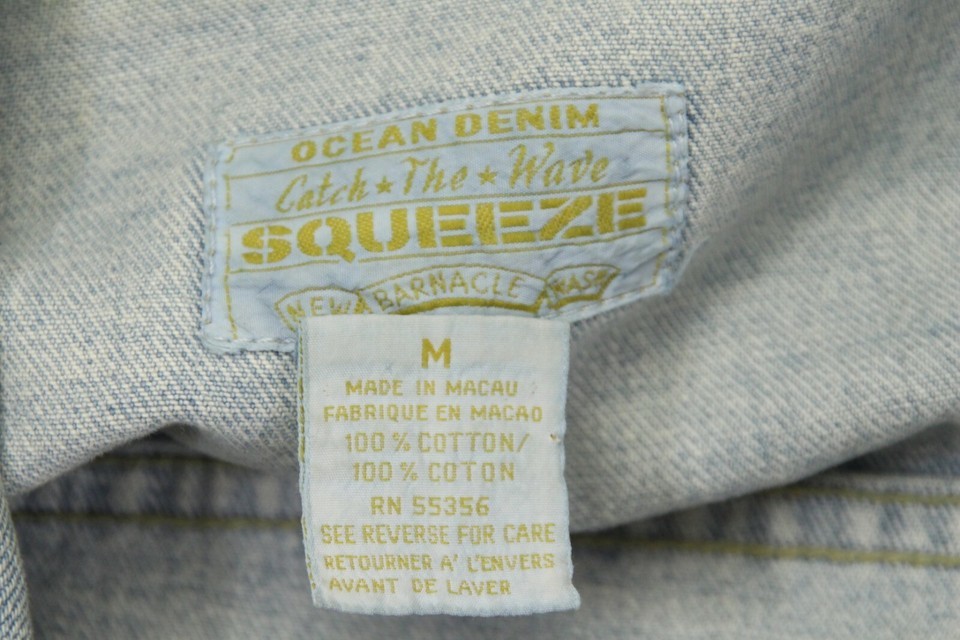 OCEAN DENIM
Catch ★ The ★ Wave
SQUEEZE
NEW BARNACLE WASH
M
MADE IN MACAU
FABRIQUE EN MACAO
100 % COTTON/
100 % COTON
RN 55356
SEE REVERSE FOR CARE
RETOURNER A' L'ENVERS
AVANT DE LAVER